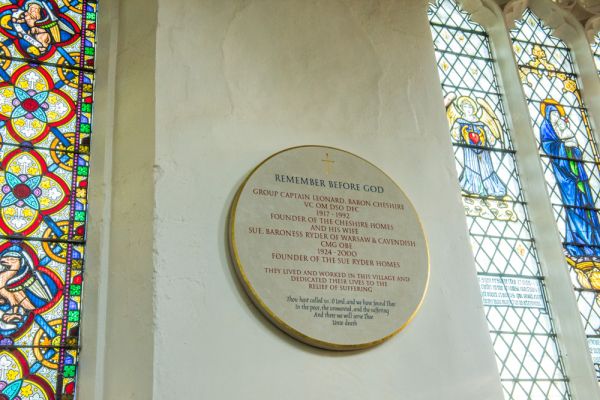 REMEMBER BEFORE GOD
GROUP CAPTAIN LEONARD, BARON CHESHIRE
VC OM DSO DFC
1917 - 1992
FOUNDER OF THE CHESHIRE HOMES
AND HIS WIFE
SUE, BARONESS RYDER OF WARSAW & CAVENDISH
CMG OBE
1924 - 2000
FOUNDER OF THE SUE RYDER HOMES
THEY LIVED AND WORKED IN THIS VILLAGE AND
DEDICATED THEIR LIVES TO THE
RELIEF OF SUFFERING
Thou hast called us, O Lord, and we have found Thee
In the poor, the unwanted, and the suffering
And there we will serve Thee
Unto death